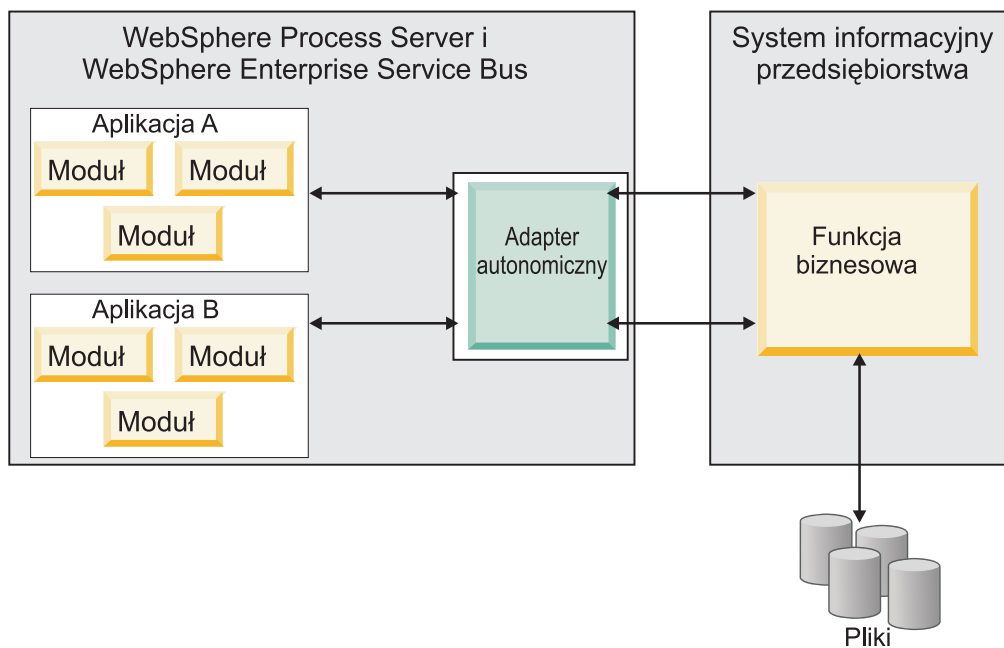 WebSphere Process Server i
WebSphere Enterprise Service Bus
Aplikacja A
Moduł
Moduł
Moduł
Aplikacja B
Moduł
Moduł
Moduł
Adapter
autonomiczny
System informacyjny
przedsiębiorstwa
Funkcja
biznesowa
Pliki